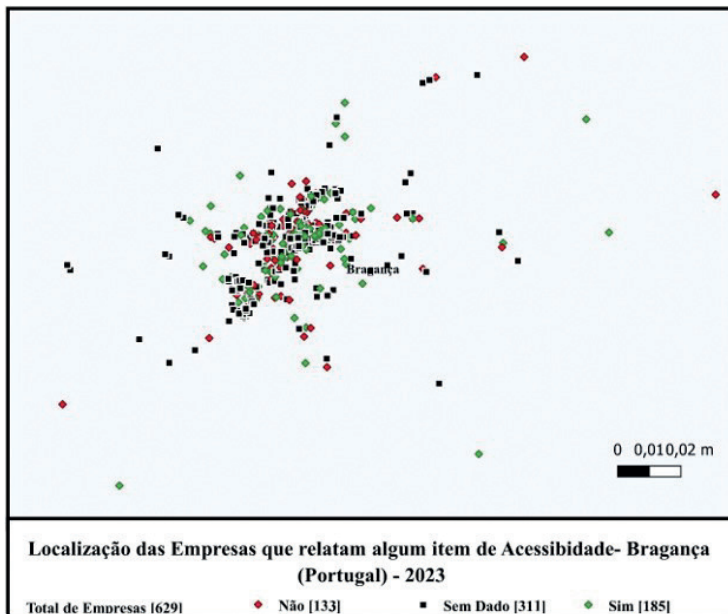 Bragança
0 0,010,02 m
Localização das Empresas que relatam algum item de Acessibidade- Bragança
(Portugal) - 2023
Total de Empresas [629] Não [133] Sem Dado [311] Sim [185]